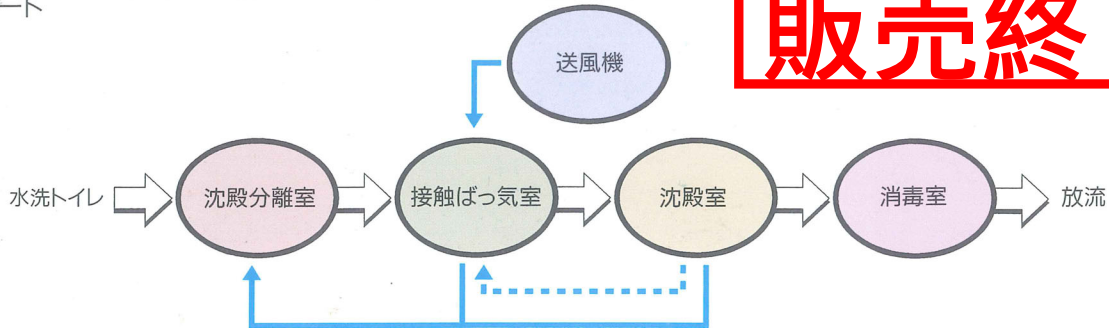 ート
販売終
送風機
水洗トイレ
沈殿分離室
接触ばっ気室
沈殿室
消毒室
放流